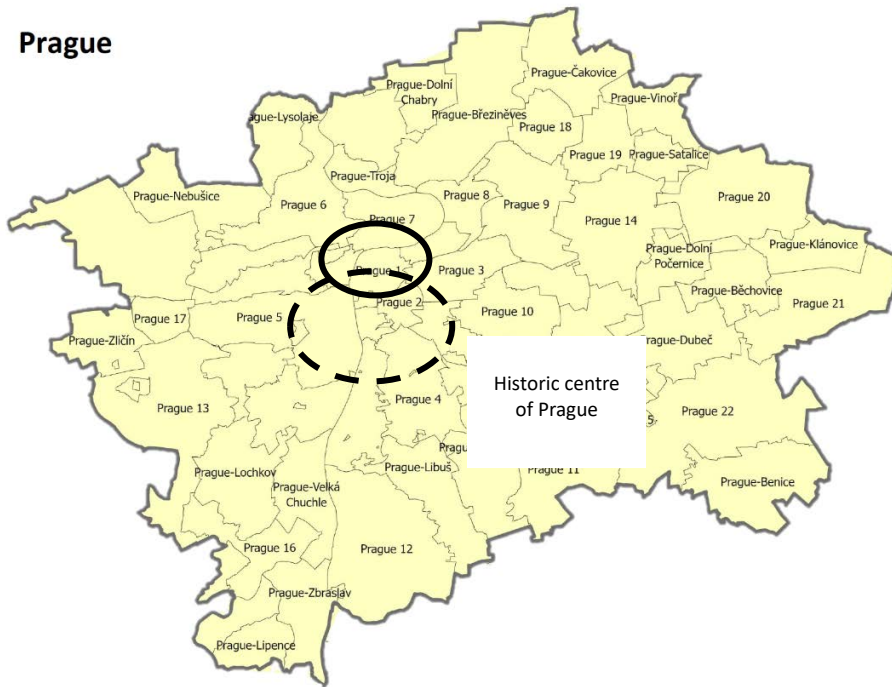 Prague
Prague-Čakovice
Prague-Dolní
Chabry
Prague-Vinoř
Prague-Březiněves
ague-Lysolaje
Prague 18
Prague 19
Prague-Satalice
Prague-Troja
Prague-Nebušice
Prague 6
Prague 8
Prague 9
Prague 20
Prague 7
Prague 14
Prague-Klánovice
Prague-Dolní
Počernice
Prague 1
Prague 3
Prague-Běchovice
Prague 2
Prague 21
Prague 17
Prague 5
Prague 10
Prague-Zličín
Prague-Dubeč
Historic centre
of Prague
Prague 4
Prague 13
Prague 22
5
Prague-Lochkov
Prague-Libuš
Prague 11
Prague-Velká
Chuchle
Prague-Benice
Prague 16
Prague 12
Prague-Zbraslav
Prague-Lipence